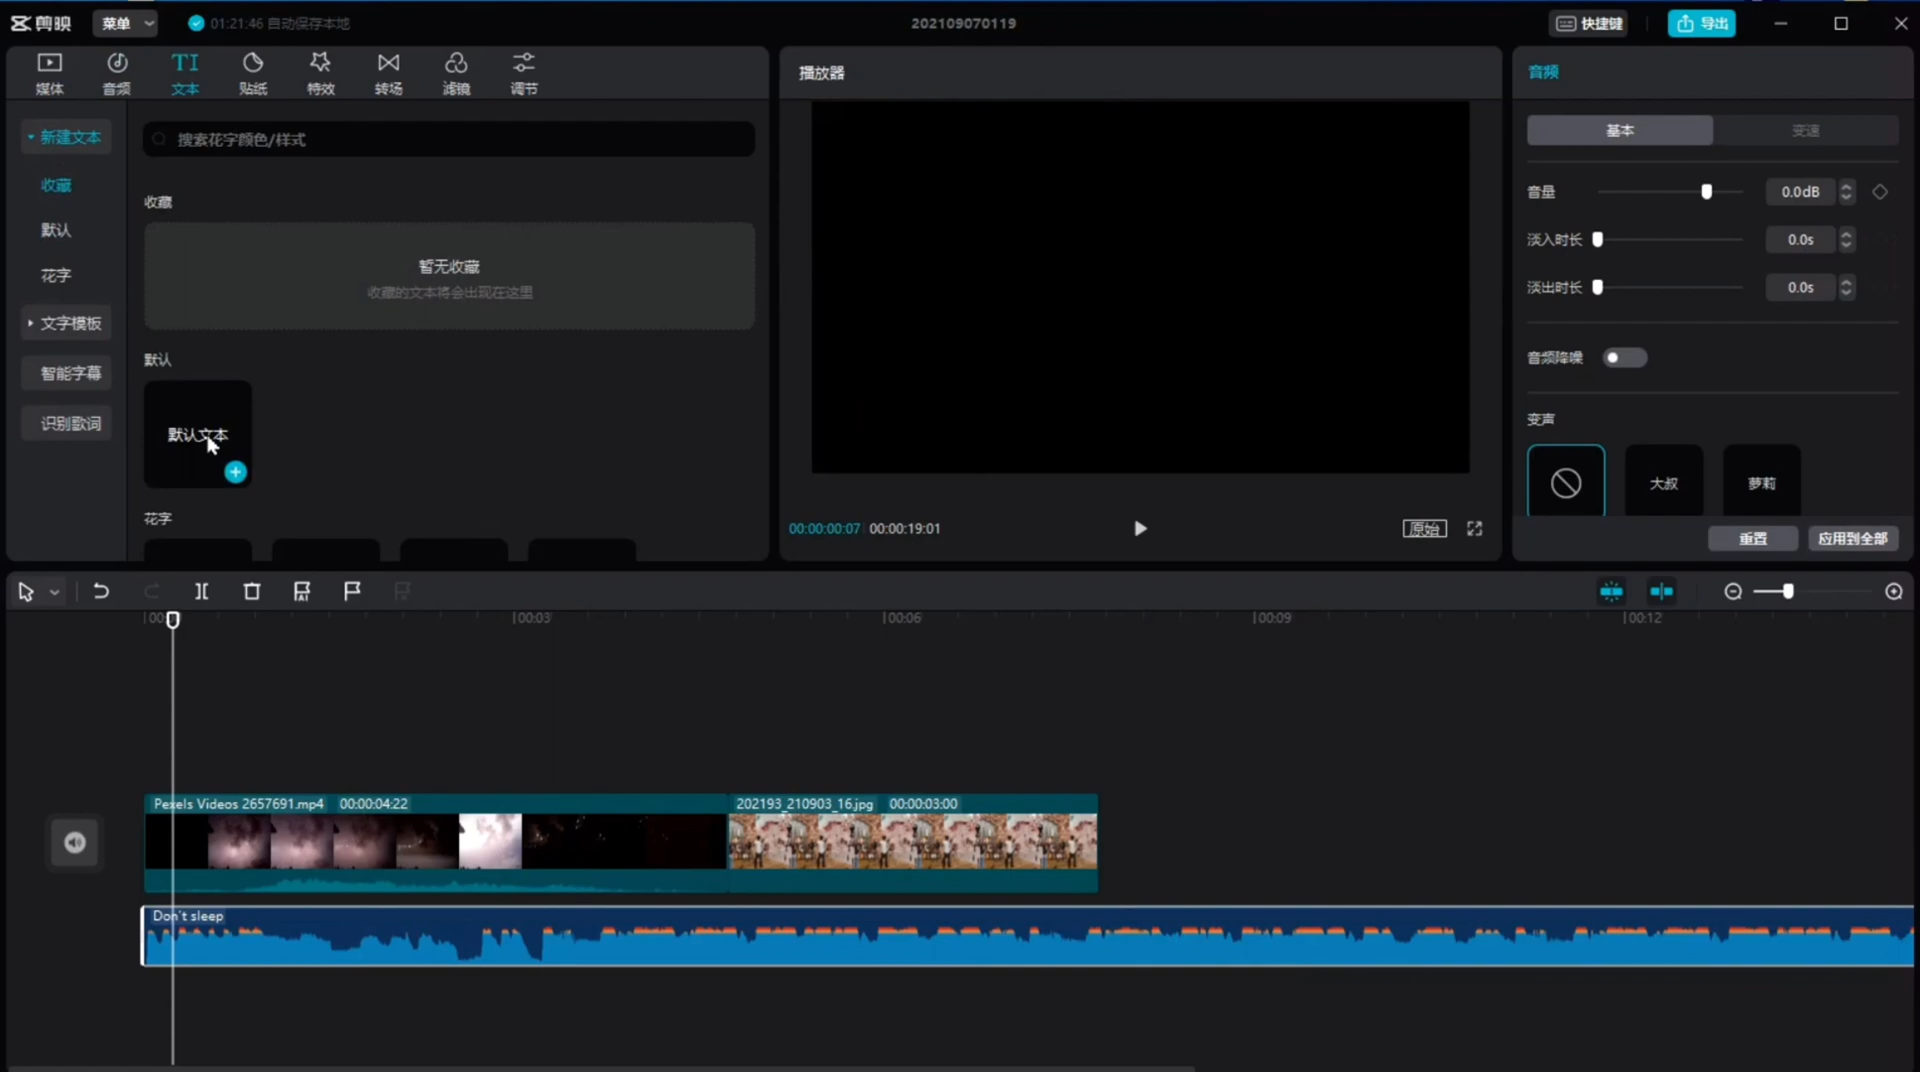 剪映
菜单
01:21:46 自动保存本地
202109070119
快捷键
导出
媒体
音频
TI
文本
贴纸
特效
转场
滤镜
调节
新建文本
收藏
默认
花字
文字模板
智能字幕
识别歌词
搜索花字颜色/样式
收藏
暂无收藏
收藏的文本将会出现在这里
默认
默认文本
花字
播放器
00:00:00:07 00:00:19:01
原始
音频
基本
变速
音量
0.0dB
淡入时长
0.0s
淡出时长
0.0s
音频降噪
变声
大叔
萝莉
重置
应用到全部
00:03
00:06
00:09
00:12
Pexels Videos 2657691.mp4 00:00:04:22
202193_210903_16.jpg 00:00:03:00
Don't sleep